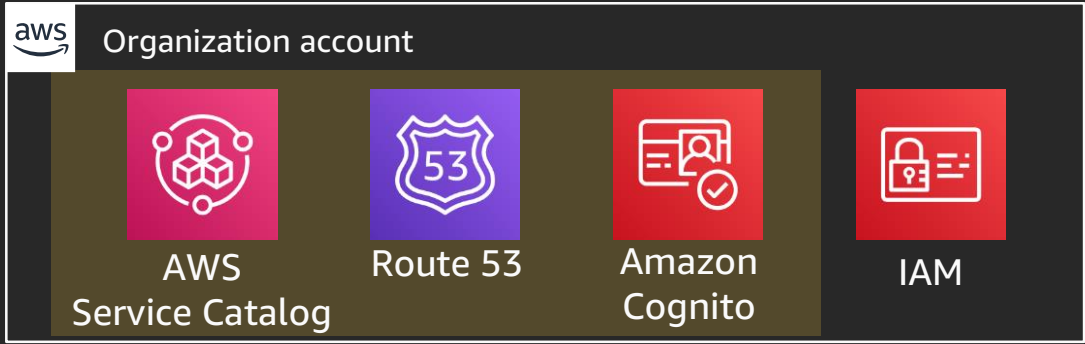 aws
Organization account
53
AWS
Service Catalog
Route 53
Amazon
Cognito
IAM